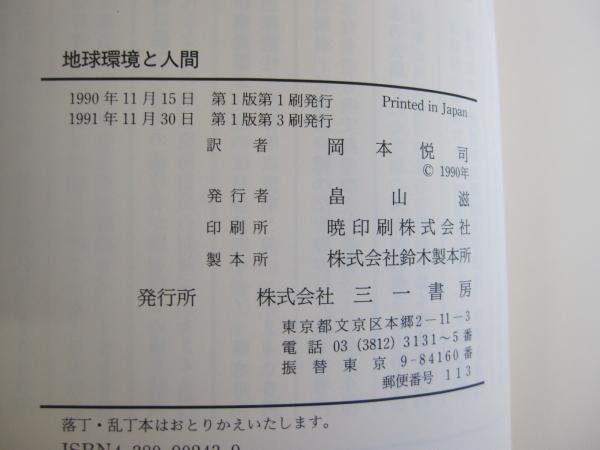 地球環境と人間
1990年11月15日 第1版第1刷発行 Printed in Japan
1991年11月30日 第1版第3刷発行
訳者 岡本悦司
© 1990年
発行者 畠山滋
印刷所 暁印刷株式会社
製本所 株式会社鈴木製本所
発行所 株式会社 三一書房
東京都文京区本郷2-11-3
電話 03 (3812) 3131～5番
振替東京 9-84160番
郵便番号 113
落丁・乱丁本はおとりかえいたします。